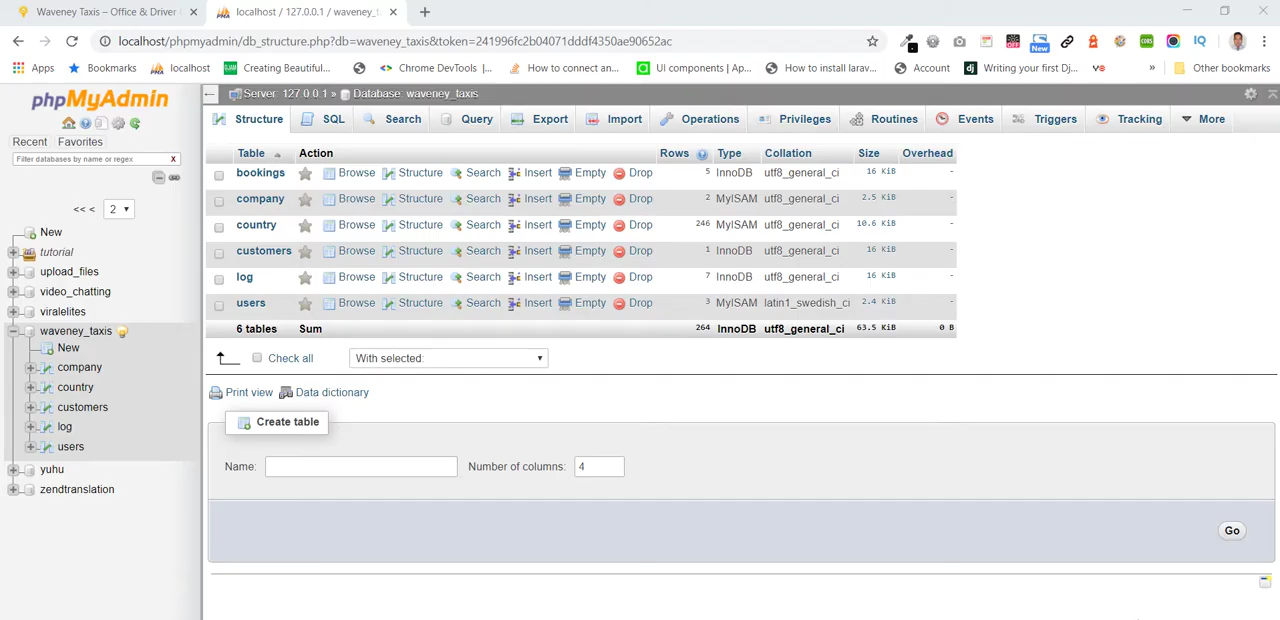 Waveney Taxis – Office & Driver
localhost / 127.0.0.1 / waveney_t
localhost/phpmyadmin/db_structure.php?db=waveney_taxis&token=241996fc2b04071dddf4350ae90652ac
OFF
New
CORS
IQ
Apps
Bookmarks
localhost
Creating Beautiful...
Chrome DevTools |...
How to connect an...
UI components | Ap...
How to install larav...
Account
dj
Writing your first Dj...
»
Other bookmarks
phpMyAdmin
Recent Favorites
Filter databases by name or regex X
<< < 2
New
tutorial
upload_files
video_chatting
viralelites
waveney_taxis
New
company
country
customers
log
users
yuhu
zendtranslation
Server: 127.0.0.1 » Database: waveney_taxis
Structure SQL Search Query Export Import Operations Privileges Routines Events Triggers Tracking More
Table Action Rows Type Collation Size Overhead
bookings Browse Structure Search Insert Empty Drop 5 InnoDB utf8_general_ci 16 KiB -
company Browse Structure Search Insert Empty Drop 2 MyISAM utf8_general_ci 2.5 KiB -
country Browse Structure Search Insert Empty Drop 246 MyISAM utf8_general_ci 10.6 KiB -
customers Browse Structure Search Insert Empty Drop 1 InnoDB utf8_general_ci 16 KiB -
log Browse Structure Search Insert Empty Drop 7 InnoDB utf8_general_ci 16 KiB -
users Browse Structure Search Insert Empty Drop 3 MyISAM latin1_swedish_ci 2.4 KiB -
6 tables Sum 264 InnoDB utf8_general_ci 63.5 KiB 0 B
Check all With selected:
Print view Data dictionary
Create table
Name: Number of columns: 4
Go